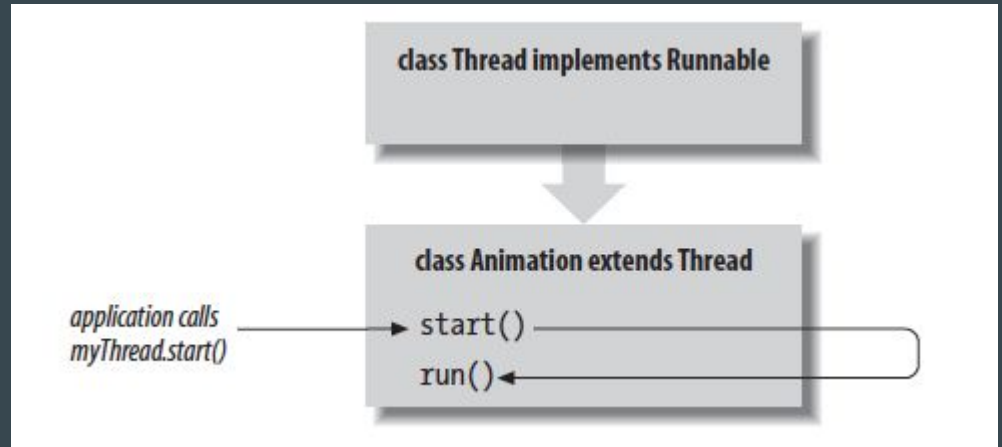 class Thread implements Runnable
class Animation extends Thread
application calls
myThread.start()
start()
run()